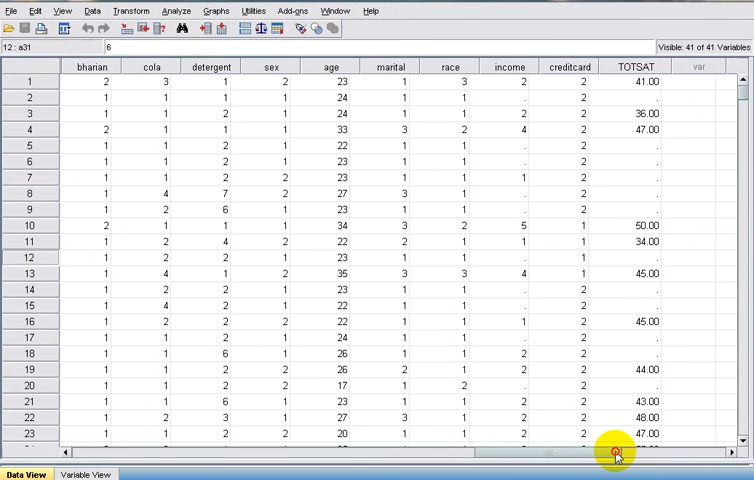 File Edit View Data Transform Analyze Graphs Utilities Add-ons Window Help
12 : a31 6 Visible: 41 of 41 Variables
bharian cola detergent sex age marital race income creditcard TOTSAT var
1 2 3 1 2 23 1 3 2 2 41.00
2 1 1 1 1 24 1 1 . 2 .
3 1 1 2 1 24 1 1 2 2 36.00
4 2 1 1 1 33 3 2 4 2 47.00
5 1 1 2 1 22 1 1 . 2 .
6 1 1 2 1 23 1 1 . 2 .
7 1 1 2 2 23 1 1 1 2 .
8 1 4 7 2 27 3 1 . 2 .
9 1 2 6 1 23 1 1 . 2 .
10 2 1 1 1 34 3 2 5 1 50.00
11 1 2 4 2 22 2 1 1 2 34.00
12 1 2 2 1 23 1 1 . 1 .
13 1 4 1 2 35 3 3 4 1 45.00
14 1 2 2 1 23 1 1 . 2 .
15 1 4 2 1 22 1 1 . 2 .
16 1 2 2 2 22 1 1 1 2 45.00
17 1 1 2 1 24 1 1 . 2 .
18 1 1 6 1 26 1 1 2 2 .
19 1 1 2 2 26 2 1 2 2 44.00
20 1 1 2 2 17 1 2 . 2 .
21 1 1 6 1 23 1 1 2 2 43.00
22 1 2 3 1 27 3 1 2 2 48.00
23 1 1 2 2 20 1 1 2 2 47.00
Data View Variable View